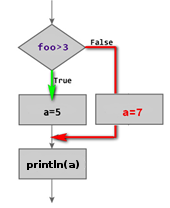 foo>3
False
True
a=5
a=7
println(a)